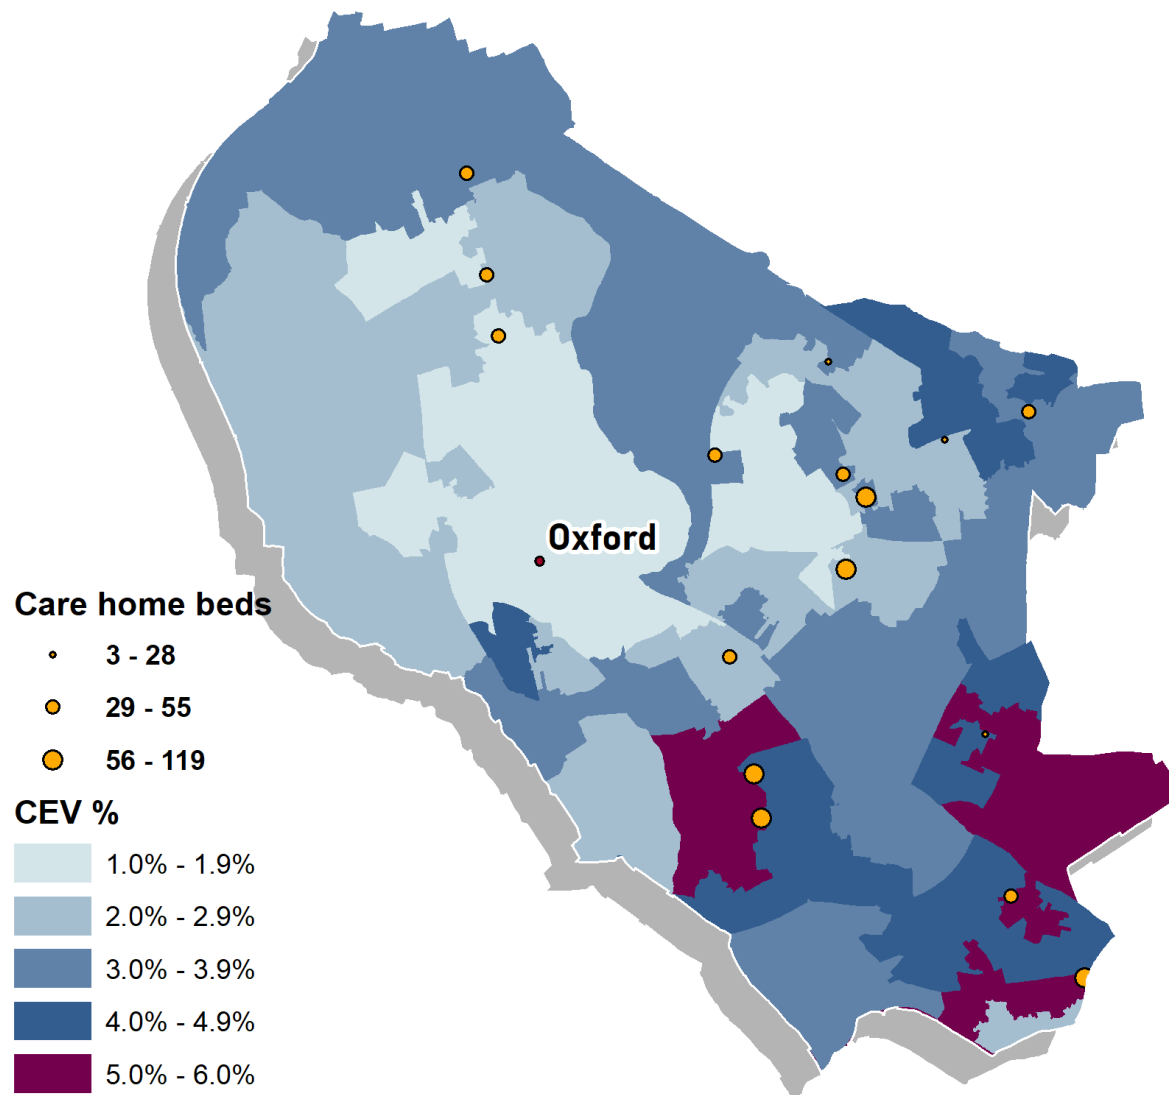 Oxford
Care home beds
3 - 28
29 - 55
56 - 119
CEV %
1.0% - 1.9%
2.0% - 2.9%
3.0% - 3.9%
4.0% - 4.9%
5.0% - 6.0%